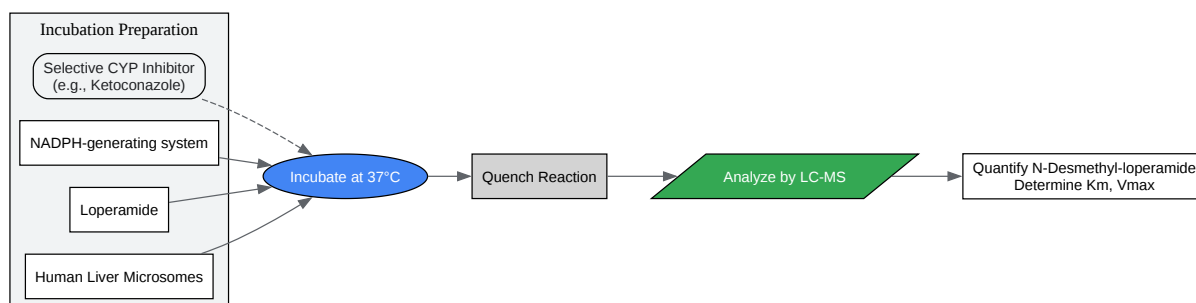 Incubation Preparation
Selective CYP Inhibitor
(e.g., Ketoconazole)
NADPH-generating system
Loperamide
Human Liver Microsomes
Incubate at 37°C
Quench Reaction
Analyze by LC-MS
Quantify N-Desmethyl-loperamide
Determine Km, Vmax